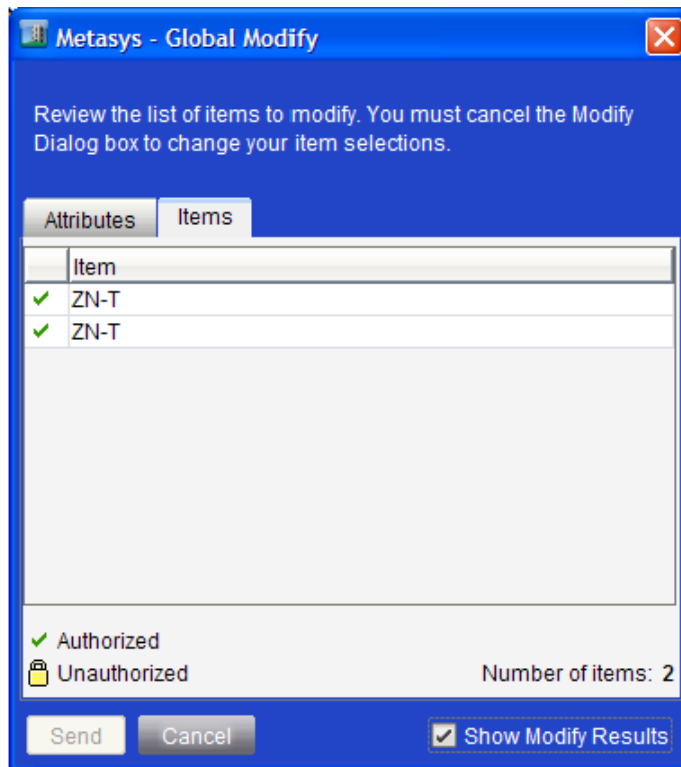 Metasys - Global Modify
Review the list of items to modify. You must cancel the Modify
Dialog box to change your item selections.
Attributes Items
Item
ZN-T
ZN-T
Authorized
Unauthorized Number of items: 2
Send Cancel Show Modify Results